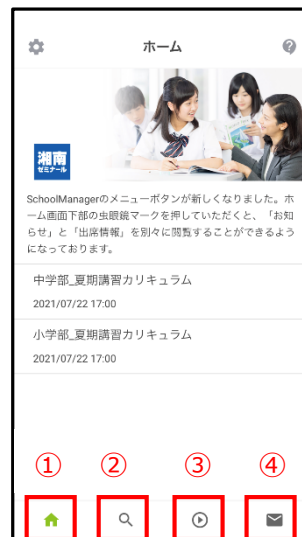 ホーム
湘南
ゼミナール
SchoolManagerのメニューボタンが新しくなりました。ホ
ーム画面下部の虫眼鏡マークを押していただくと、「お知
らせ」と「出席情報」を別々に閲覧することができるよう
になっております。
中学部_夏期講習カリキュラム
2021/07/22 17:00
小学部_夏期講習カリキュラム
2021/07/22 17:00
① ② ③ ④